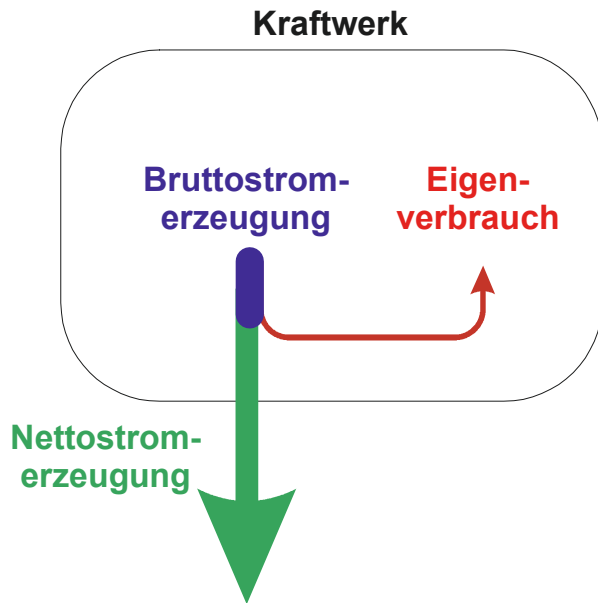 Kraftwerk
Bruttostrom-
erzeugung
Eigen-
verbrauch
Nettostrom-
erzeugung